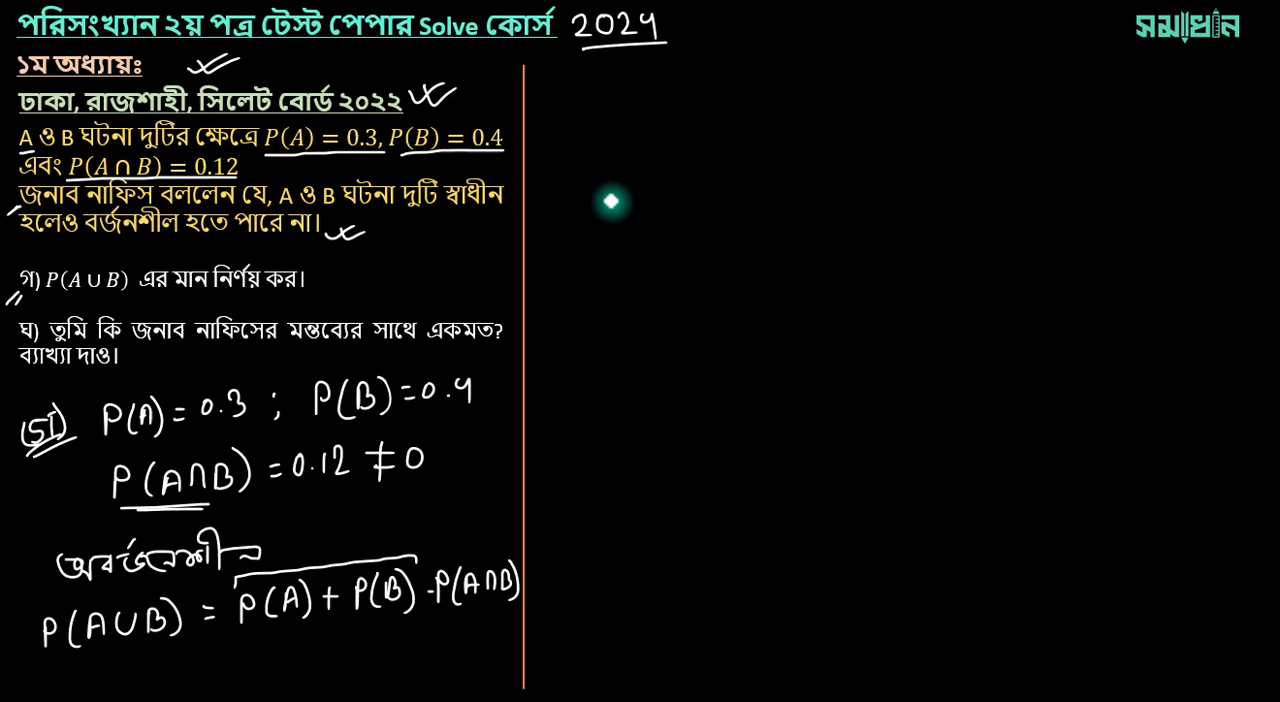 পরিসংখ্যান ২য় পত্র টেস্ট পেপার Solve কোর্স 2024
সমাধান
১ম অধ্যায়ঃ
ঢাকা, রাজশাহী, সিলেট বোর্ড ২০২২
A ও B ঘটনা দুটির ক্ষেত্রে P(A) = 0.3, P(B) = 0.4
এবং P(A ∩ B) = 0.12
জনাব নাফিস বললেন যে, A ও B ঘটনা দুটি স্বাধীন
হলেও বর্জনশীল হতে পারে না।
গ) P(A ∪ B) এর মান নির্ণয় কর।
ঘ) তুমি কি জনাব নাফিসের মন্তব্যের সাথে একমত?
ব্যাখ্যা দাও।
(গ) P(A) = 0.3 ; P(B) = 0.4
P(A∩B) = 0.12 ≠ 0
অবর্জনশীল
P(A∪B) = P(A) + P(B) - P(A∩B)